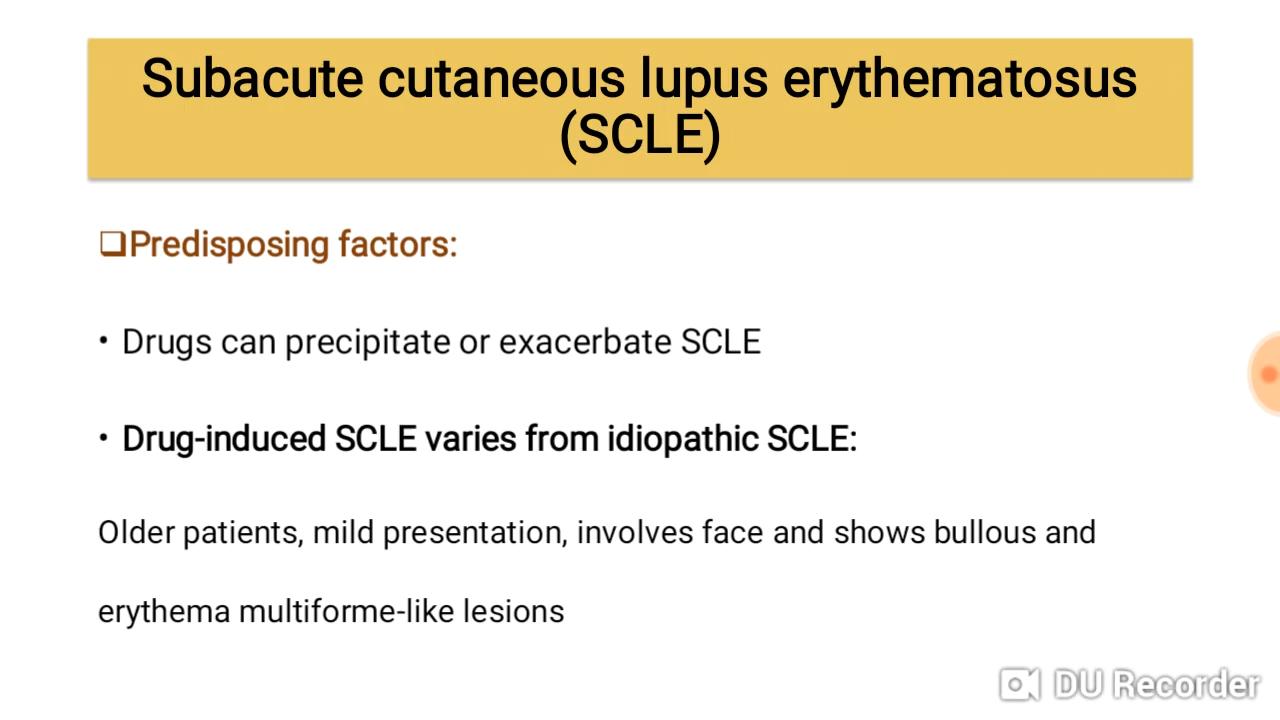 Subacute cutaneous lupus erythematosus
(SCLE)
❑Predisposing factors:
• Drugs can precipitate or exacerbate SCLE
• Drug-induced SCLE varies from idiopathic SCLE:
Older patients, mild presentation, involves face and shows bullous and
erythema multiforme-like lesions
DU Recorder